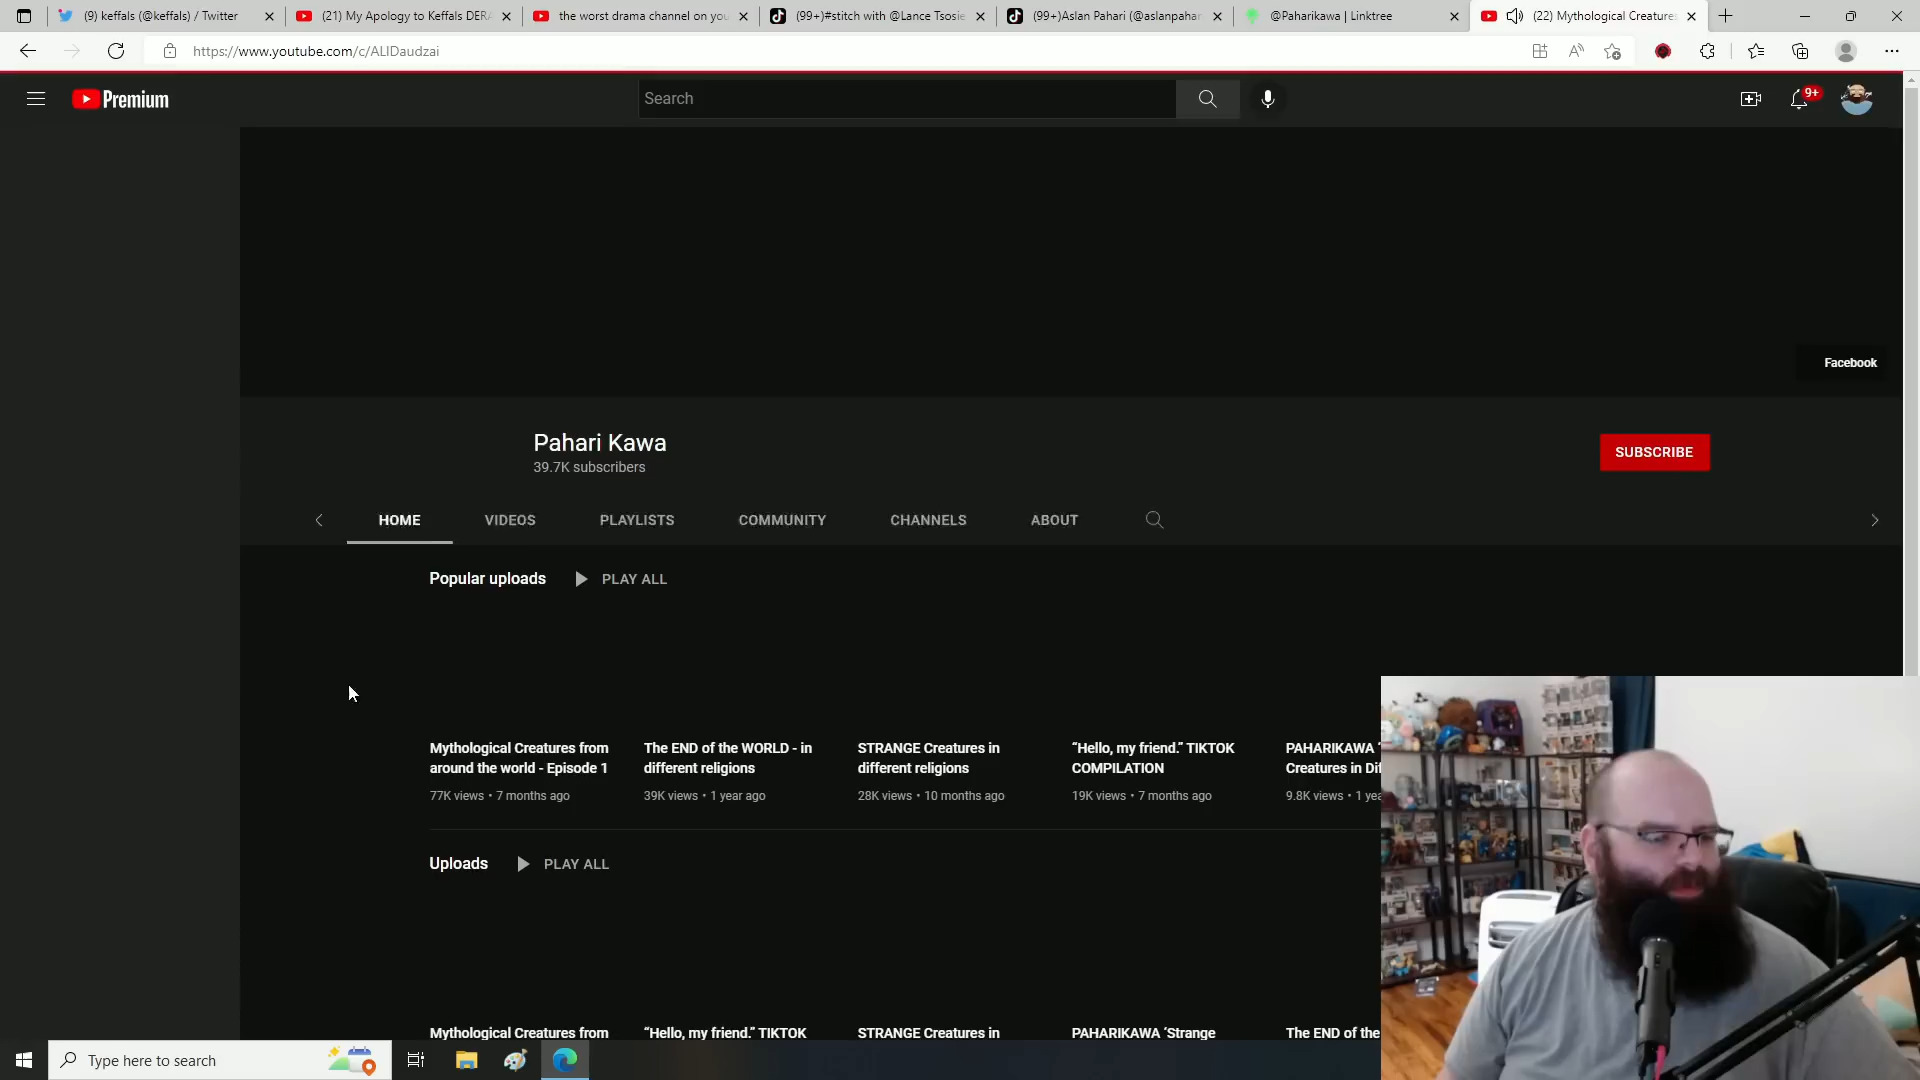 (9) keffals (@keffals) / Twitter
(21) My Apology to Keffals DERA
the worst drama channel on you
(99+)#stitch with @Lance Tsosie
(99+)Aslan Pahari (@aslanpahar
@Paharikawa | Linktree
(22) Mythological Creatures
https://www.youtube.com/c/ALIDaudzai
Premium
Search
9+
Facebook
Pahari Kawa
39.7K subscribers
SUBSCRIBE
HOME VIDEOS PLAYLISTS COMMUNITY CHANNELS ABOUT
Popular uploads PLAY ALL
Mythological Creatures from
around the world - Episode 1
77K views • 7 months ago
The END of the WORLD - in
different religions
39K views • 1 year ago
STRANGE Creatures in
different religions
28K views • 10 months ago
“Hello, my friend.” TIKTOK
COMPILATION
19K views • 7 months ago
PAHARIKAWA
Creatures in Dif
9.8K views • 1 yea
Uploads PLAY ALL
Mythological Creatures from
“Hello, my friend.” TIKTOK
STRANGE Creatures in
PAHARIKAWA ‘Strange
The END of the
Type here to search